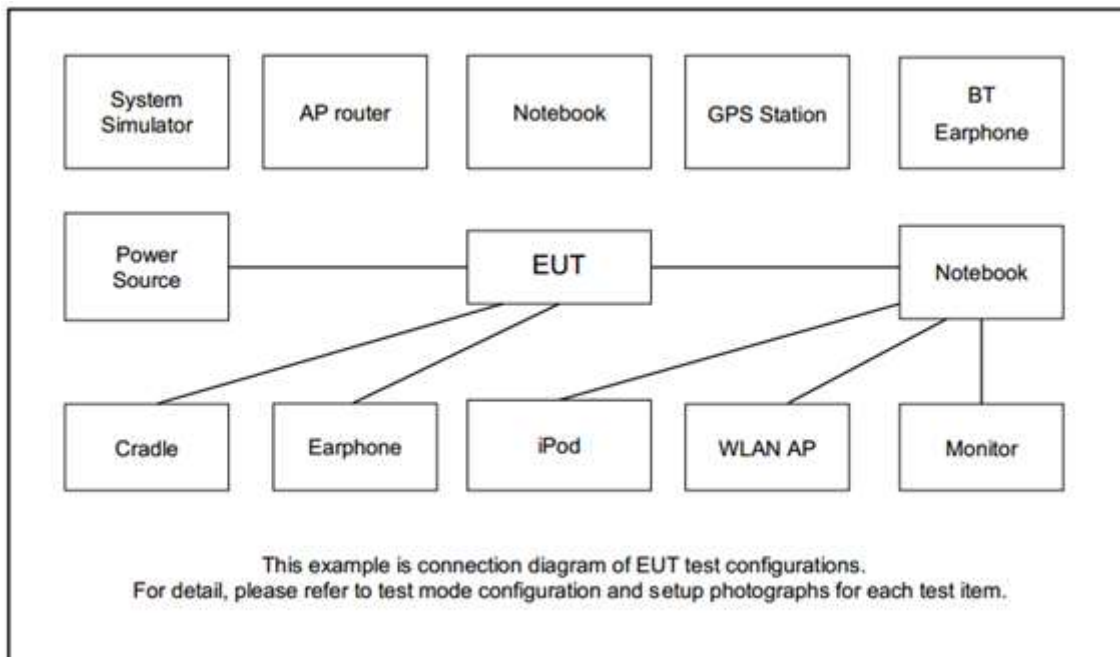 System
Simulator
AP router
Notebook
GPS Station
BT
Earphone
Power
Source
EUT
Notebook
Cradle
Earphone
iPod
WLAN AP
Monitor
This example is connection diagram of EUT test configurations.
For detail, please refer to test mode configuration and setup photographs for each test item.